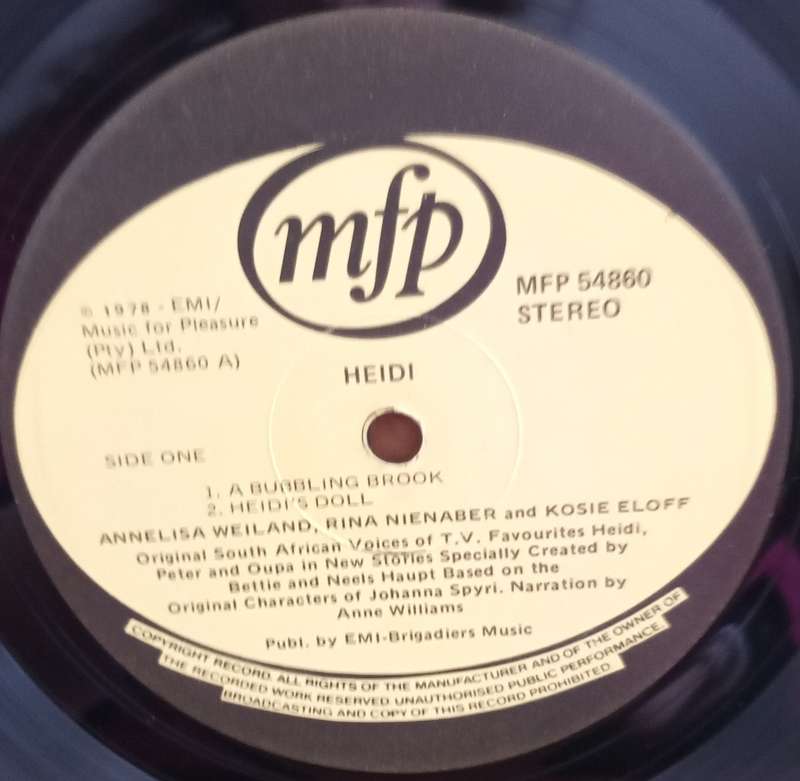 mfp
MFP 54860
STEREO
℗ 1978 - EMI/
Music for Pleasure
(Pty) Ltd.
(MFP 54860 A)
HEIDI
SIDE ONE
1. A BUBBLING BROOK
2. HEIDI'S DOLL
ANNELISA WEILAND, RINA NIENABER and KOSIE ELOFF
Original South African Voices of T.V. Favourites Heidi,
Peter and Oupa in New Stories Specially Created by
Bettie and Neels Haupt Based on the
Original Characters of Johanna Spyri. Narration by
Anne Williams
Publ. by EMI-Brigadiers Music
COPYRIGHT RECORD. ALL RIGHTS OF THE MANUFACTURER AND OF THE OWNER OF
THE RECORDED WORK RESERVED UNAUTHORISED PUBLIC PERFORMANCE,
BROADCASTING AND COPY OF THIS RECORD PROHIBITED.